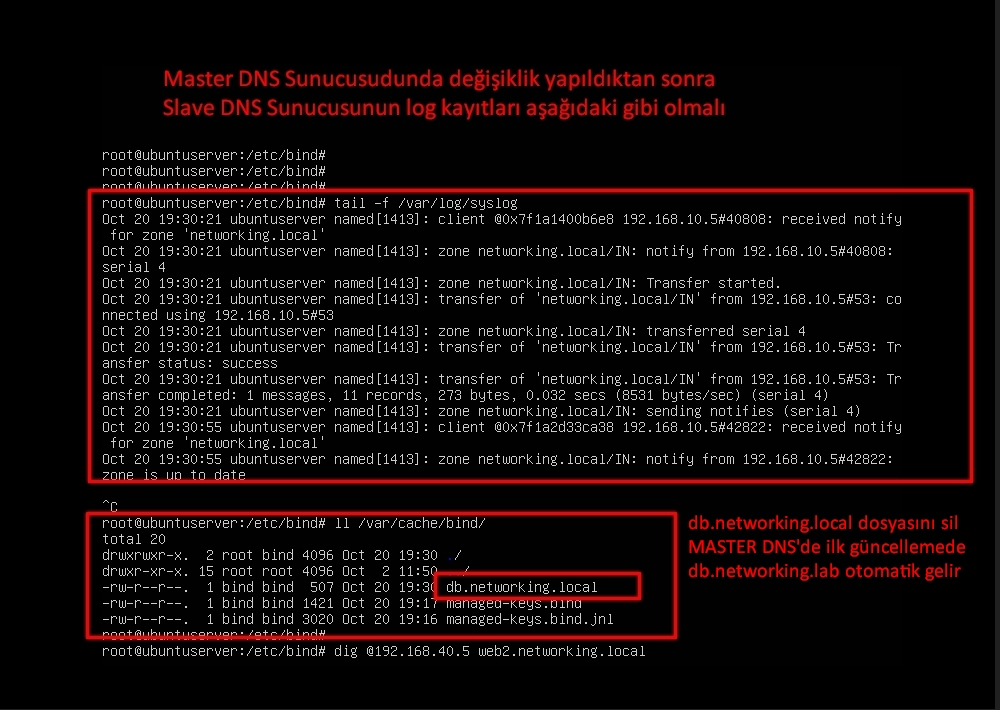 Master DNS Sunucusudunda değişiklik yapıldıktan sonra
Slave DNS Sunucusunun log kayıtları aşağıdaki gibi olmalı
root@ubuntuserver:/etc/bind#
root@ubuntuserver:/etc/bind#
root@ubuntuserver:/etc/bind#
root@ubuntuserver:/etc/bind# tail -f /var/log/syslog
Oct 20 19:30:21 ubuntuserver named[1413]: client @0x7f1a1400b6e8 192.168.10.5#40808: received notify
for zone 'networking.local'
Oct 20 19:30:21 ubuntuserver named[1413]: zone networking.local/IN: notify from 192.168.10.5#40808:
serial 4
Oct 20 19:30:21 ubuntuserver named[1413]: zone networking.local/IN: Transfer started.
Oct 20 19:30:21 ubuntuserver named[1413]: transfer of 'networking.local/IN' from 192.168.10.5#53: co
nnected using 192.168.10.5#53
Oct 20 19:30:21 ubuntuserver named[1413]: zone networking.local/IN: transferred serial 4
Oct 20 19:30:21 ubuntuserver named[1413]: transfer of 'networking.local/IN' from 192.168.10.5#53: Tr
ansfer status: success
Oct 20 19:30:21 ubuntuserver named[1413]: transfer of 'networking.local/IN' from 192.168.10.5#53: Tr
ansfer completed: 1 messages, 11 records, 273 bytes, 0.032 secs (8531 bytes/sec) (serial 4)
Oct 20 19:30:21 ubuntuserver named[1413]: zone networking.local/IN: sending notifies (serial 4)
Oct 20 19:30:55 ubuntuserver named[1413]: client @0x7f1a2d33ca38 192.168.10.5#42822: received notify
for zone 'networking.local'
Oct 20 19:30:55 ubuntuserver named[1413]: zone networking.local/IN: notify from 192.168.10.5#42822:
zone is up to date
^C
root@ubuntuserver:/etc/bind# ll /var/cache/bind/
total 20
drwxrwxr-x. 2 root bind 4096 Oct 20 19:30 ./
drwxr-xr-x. 15 root root 4096 Oct 2 11:50 ../
-rw-r--r--. 1 bind bind 507 Oct 20 19:30 db.networking.local
-rw-r--r--. 1 bind bind 1421 Oct 20 19:17 managed-keys.bind
-rw-r--r--. 1 bind bind 3020 Oct 20 19:16 managed-keys.bind.jnl
root@ubuntuserver:/etc/bind#
root@ubuntuserver:/etc/bind# dig @192.168.40.5 web2.networking.local
db.networking.local dosyasını sil
MASTER DNS'de ilk güncellemede
db.networking.lab otomatik gelir